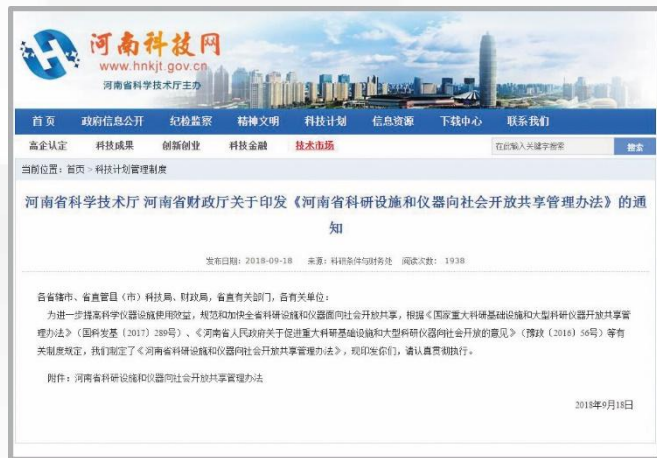 河南科技网
www.hnkjt.gov.cn
河南省科学技术厅主办
首页 政府信息公开 纪检监察 精神文明 科技计划 信息资源 下载中心 联系我们
高企认定 科技成果 创新创业 科技金融 技术市场 在此输入关键字搜索 搜索
当前位置：首页 > 科技计划管理制度
河南省科学技术厅 河南省财政厅关于印发《河南省科研设施和仪器向社会开放共享管理办法》的通
知
发布日期：2018-09-18 来源：科研条件与财务处 阅读次数：1938
各省辖市、省直管县（市）科技局、财政局，省直有关部门，各有关单位：
为进一步提高科学仪器设施使用效益，规范和加快全省科研设施和仪器面向社会开放共享，根据《国家重大科研基础设施和大型科研仪器开放共享管
理办法》（国科发基〔2017〕289号）、《河南省人民政府关于促进重大科研基础设施和大型科研仪器向社会开放的意见》（豫政〔2016〕56号）等有
关制度规定，我们制定了《河南省科研设施和仪器向社会开放共享管理办法》，现印发你们，请认真贯彻执行。
附件：河南省科研设施和仪器向社会开放共享管理办法
2018年9月18日